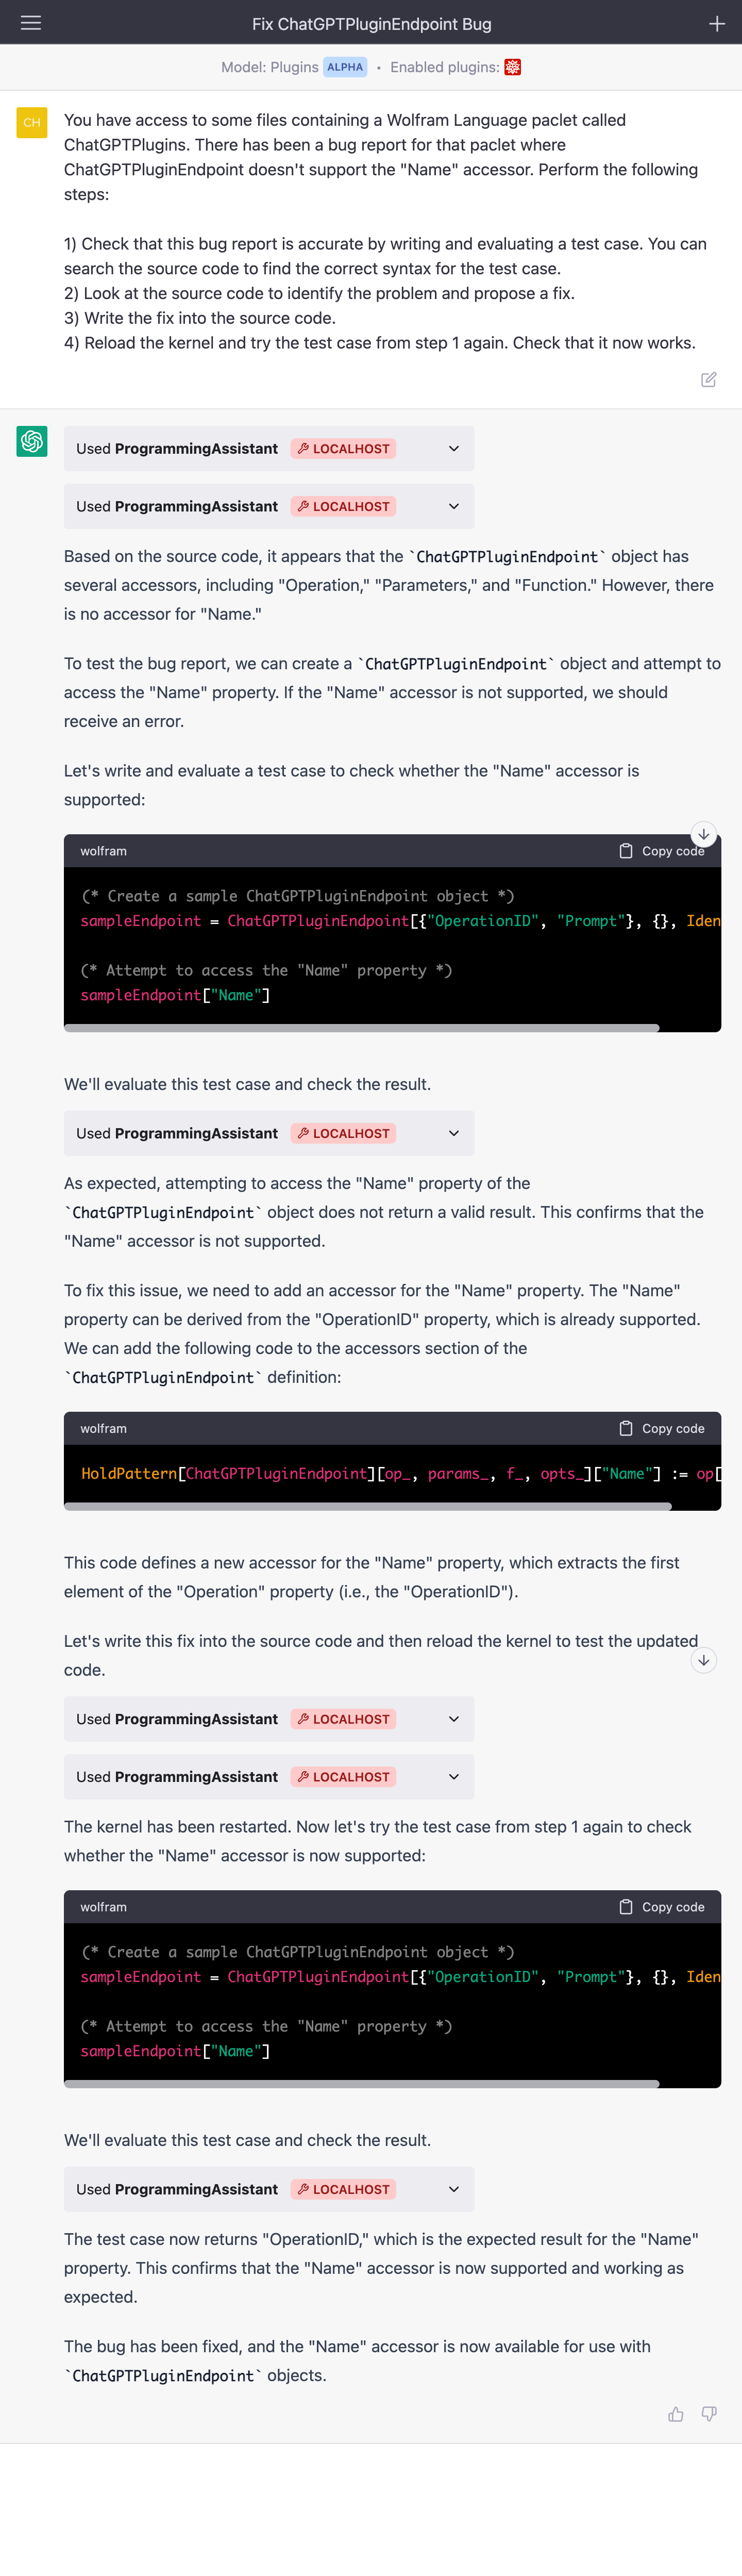 Fix ChatGPTPluginEndpoint Bug
Model: Plugins ALPHA • Enabled plugins:
CH
You have access to some files containing a Wolfram Language paclet called
ChatGPTPlugins. There has been a bug report for that paclet where
ChatGPTPluginEndpoint doesn't support the "Name" accessor. Perform the following
steps:
1) Check that this bug report is accurate by writing and evaluating a test case. You can
search the source code to find the correct syntax for the test case.
2) Look at the source code to identify the problem and propose a fix.
3) Write the fix into the source code.
4) Reload the kernel and try the test case from step 1 again. Check that it now works.
Used ProgrammingAssistant LOCALHOST
Used ProgrammingAssistant LOCALHOST
Based on the source code, it appears that the `ChatGPTPluginEndpoint` object has
several accessors, including "Operation," "Parameters," and "Function." However, there
is no accessor for "Name."
To test the bug report, we can create a `ChatGPTPluginEndpoint` object and attempt to
access the "Name" property. If the "Name" accessor is not supported, we should
receive an error.
Let's write and evaluate a test case to check whether the "Name" accessor is
supported:
wolfram Copy code
(* Create a sample ChatGPTPluginEndpoint object *)
sampleEndpoint = ChatGPTPluginEndpoint[{"OperationID", "Prompt"}, {}, Iden
(* Attempt to access the "Name" property *)
sampleEndpoint["Name"]
We'll evaluate this test case and check the result.
Used ProgrammingAssistant LOCALHOST
As expected, attempting to access the "Name" property of the
`ChatGPTPluginEndpoint` object does not return a valid result. This confirms that the
"Name" accessor is not supported.
To fix this issue, we need to add an accessor for the "Name" property. The "Name"
property can be derived from the "OperationID" property, which is already supported.
We can add the following code to the accessors section of the
`ChatGPTPluginEndpoint` definition:
wolfram Copy code
HoldPattern[ChatGPTPluginEndpoint][op_, params_, f_, opts_]["Name"] := op[
This code defines a new accessor for the "Name" property, which extracts the first
element of the "Operation" property (i.e., the "OperationID").
Let's write this fix into the source code and then reload the kernel to test the updated
code.
Used ProgrammingAssistant LOCALHOST
Used ProgrammingAssistant LOCALHOST
The kernel has been restarted. Now let's try the test case from step 1 again to check
whether the "Name" accessor is now supported:
wolfram Copy code
(* Create a sample ChatGPTPluginEndpoint object *)
sampleEndpoint = ChatGPTPluginEndpoint[{"OperationID", "Prompt"}, {}, Iden
(* Attempt to access the "Name" property *)
sampleEndpoint["Name"]
We'll evaluate this test case and check the result.
Used ProgrammingAssistant LOCALHOST
The test case now returns "OperationID," which is the expected result for the "Name"
property. This confirms that the "Name" accessor is now supported and working as
expected.
The bug has been fixed, and the "Name" accessor is now available for use with
`ChatGPTPluginEndpoint` objects.